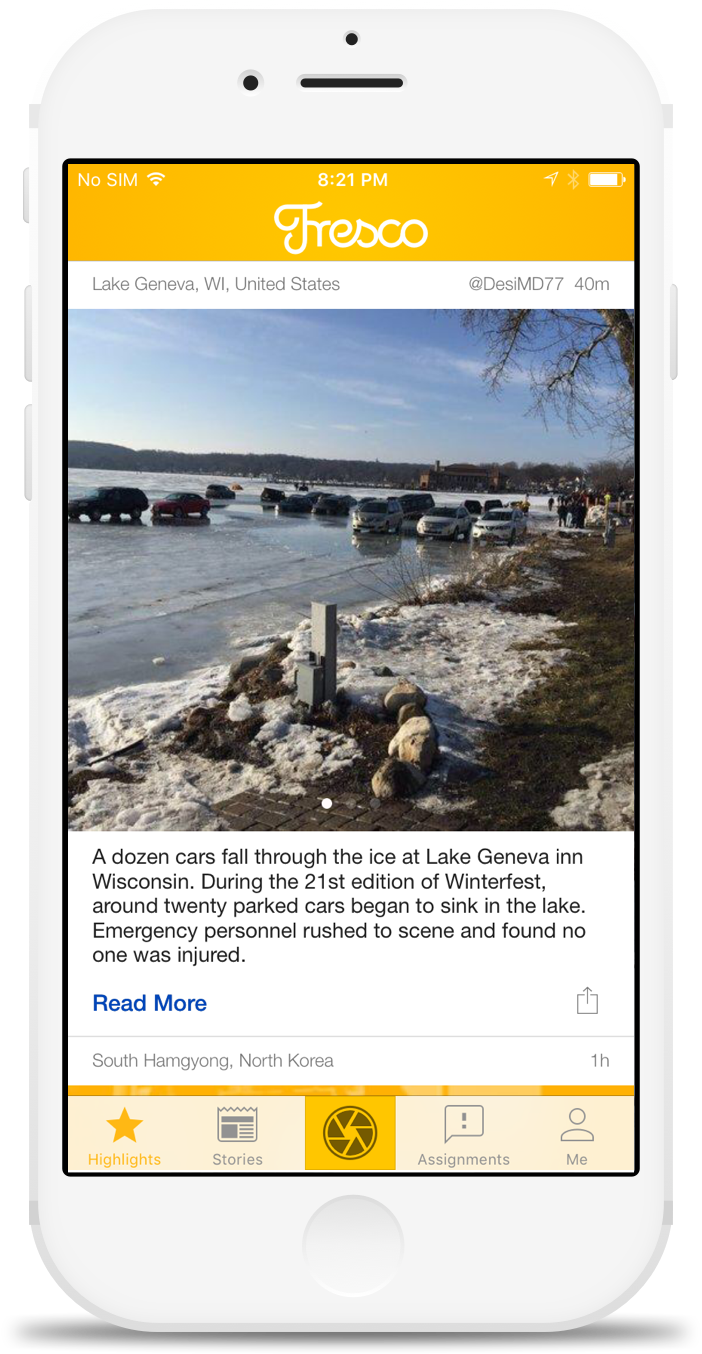 No SIM 8:21 PM
Fresco
Lake Geneva, WI, United States @DesiMD77 40m
A dozen cars fall through the ice at Lake Geneva inn
Wisconsin. During the 21st edition of Winterfest,
around twenty parked cars began to sink in the lake.
Emergency personnel rushed to scene and found no
one was injured.
Read More
South Hamgyong, North Korea 1h
Highlights Stories Assignments Me